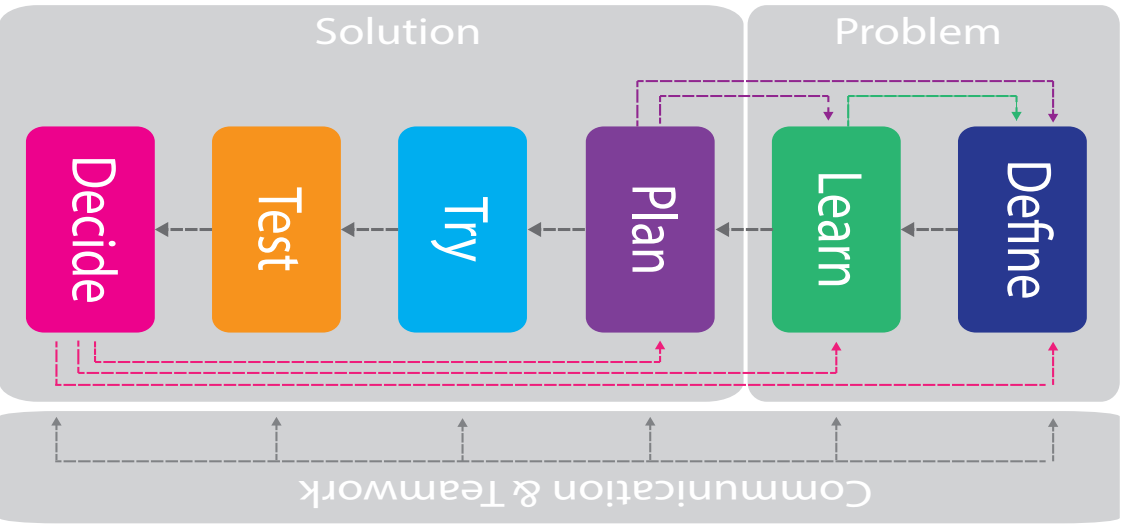 Solution
Problem
Decide
Test
Try
Plan
Learn
Define
Communication & Teamwork